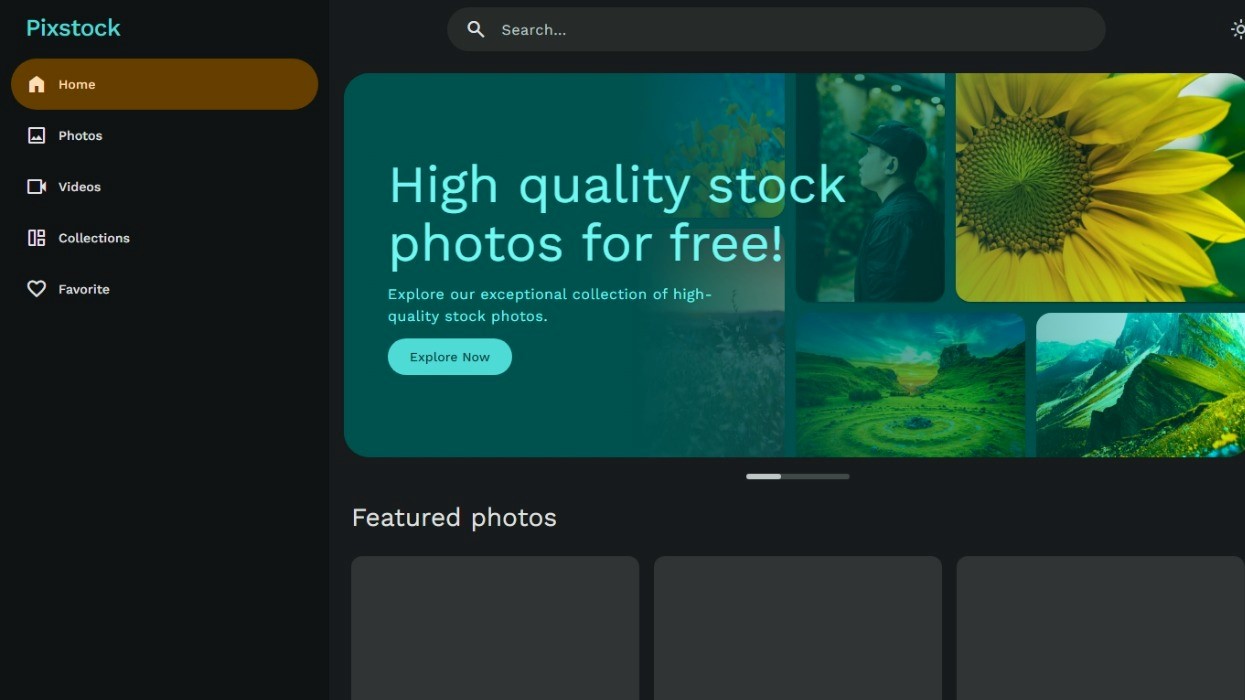 Pixstock
Search...
Home
Photos
Videos
Collections
Favorite
High quality stock
photos for free!
Explore our exceptional collection of high-
quality stock photos.
Explore Now
Featured photos